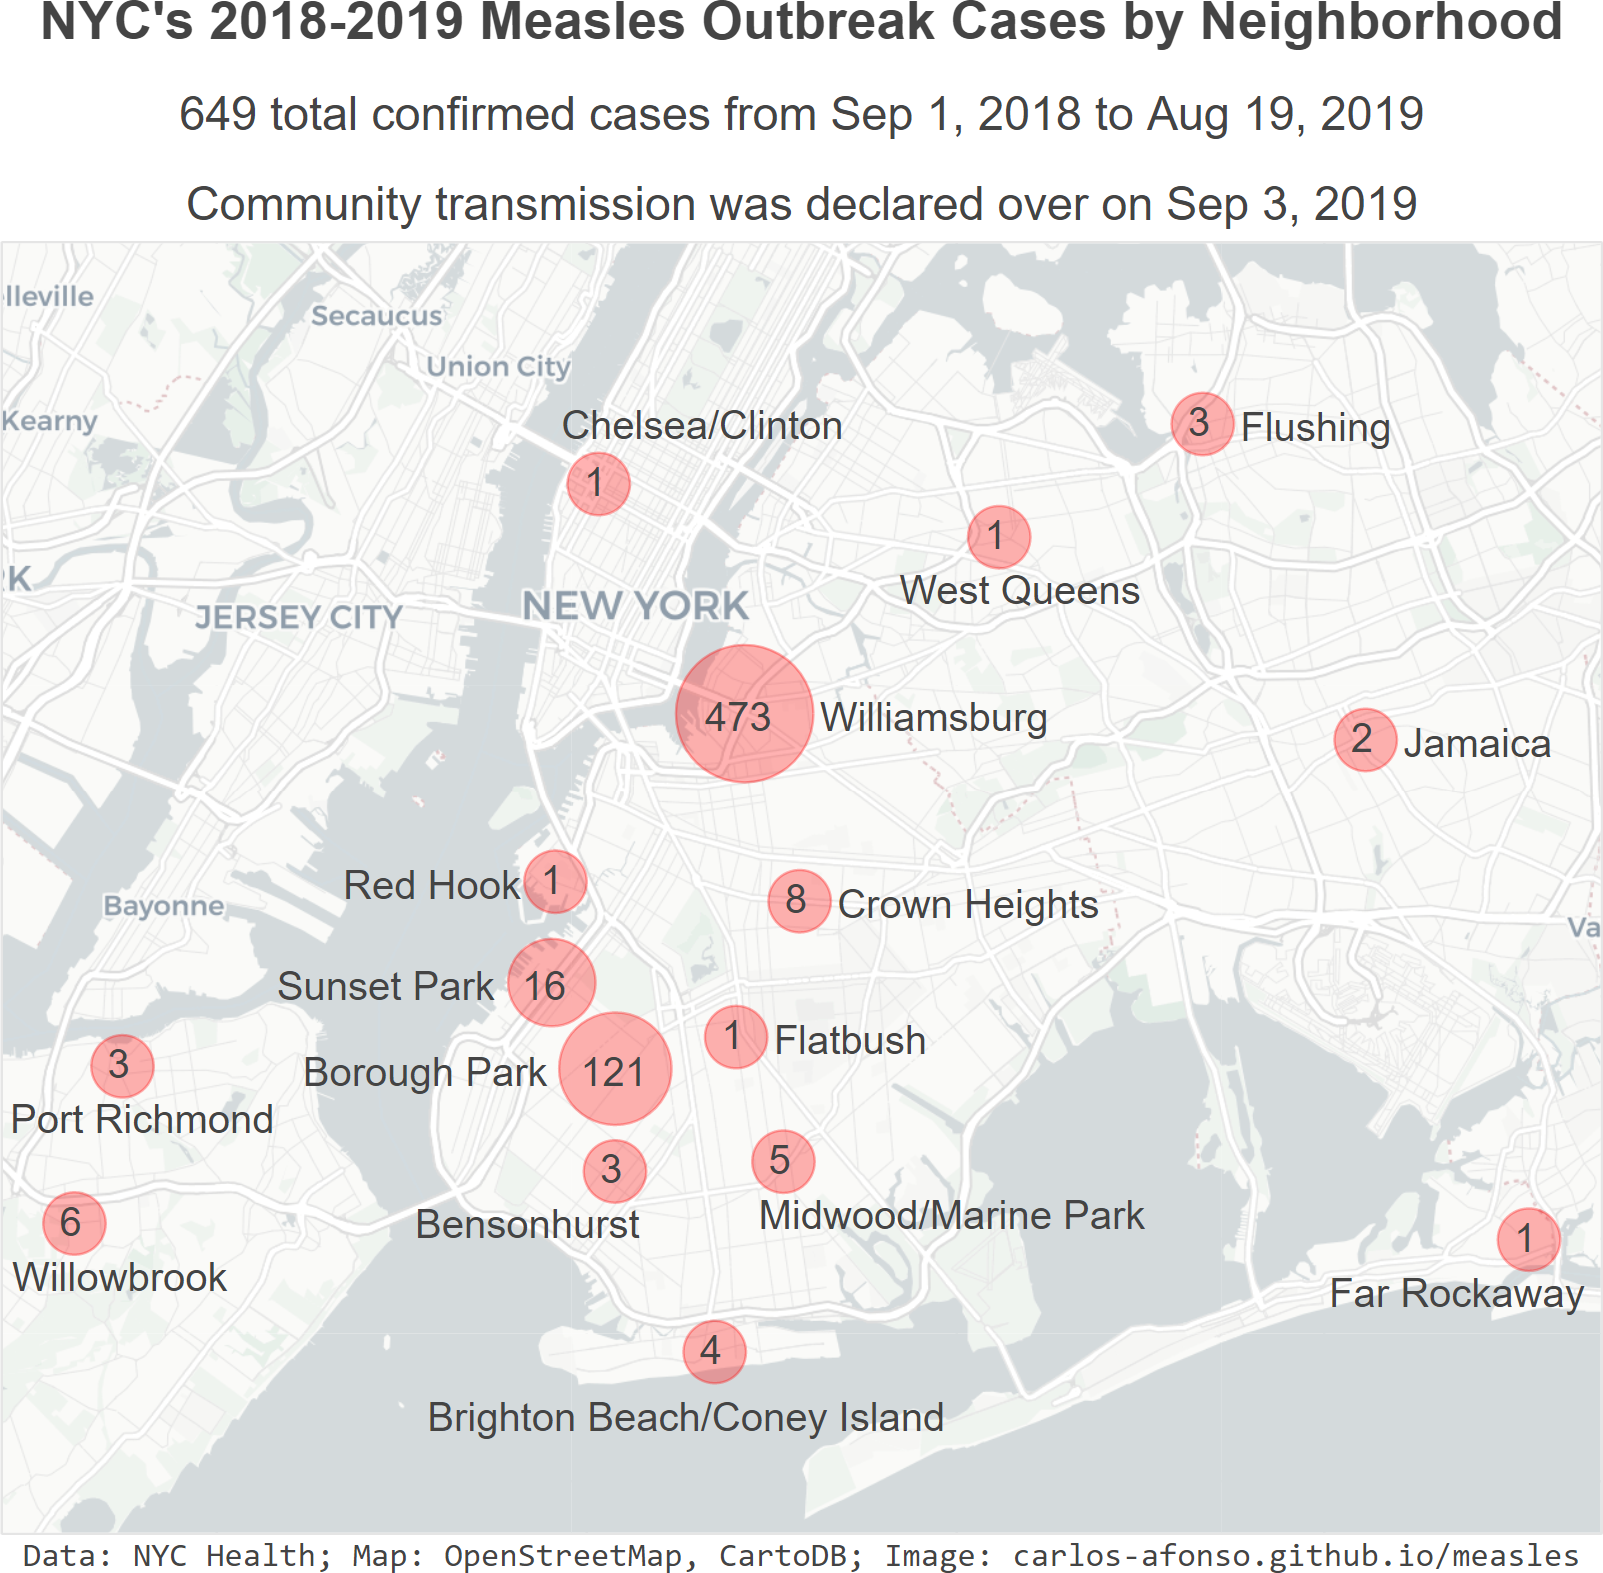 NYC's 2018-2019 Measles Outbreak Cases by Neighborhood
649 total confirmed cases from Sep 1, 2018 to Aug 19, 2019
Community transmission was declared over on Sep 3, 2019
lleville
Secaucus
Union City
Kearny
Chelsea/Clinton
1
3 Flushing
1
West Queens
RK
JERSEY CITY
NEW YORK
473 Williamsburg
2 Jamaica
Red Hook 1
8 Crown Heights
Bayonne
Va
Sunset Park 16
1 Flatbush
Borough Park 121
3
Port Richmond
3
Bensonhurst
5
Midwood/Marine Park
6
Willowbrook
1
Far Rockaway
4
Brighton Beach/Coney Island
Data: NYC Health; Map: OpenStreetMap, CartoDB; Image: carlos-afonso.github.io/measles